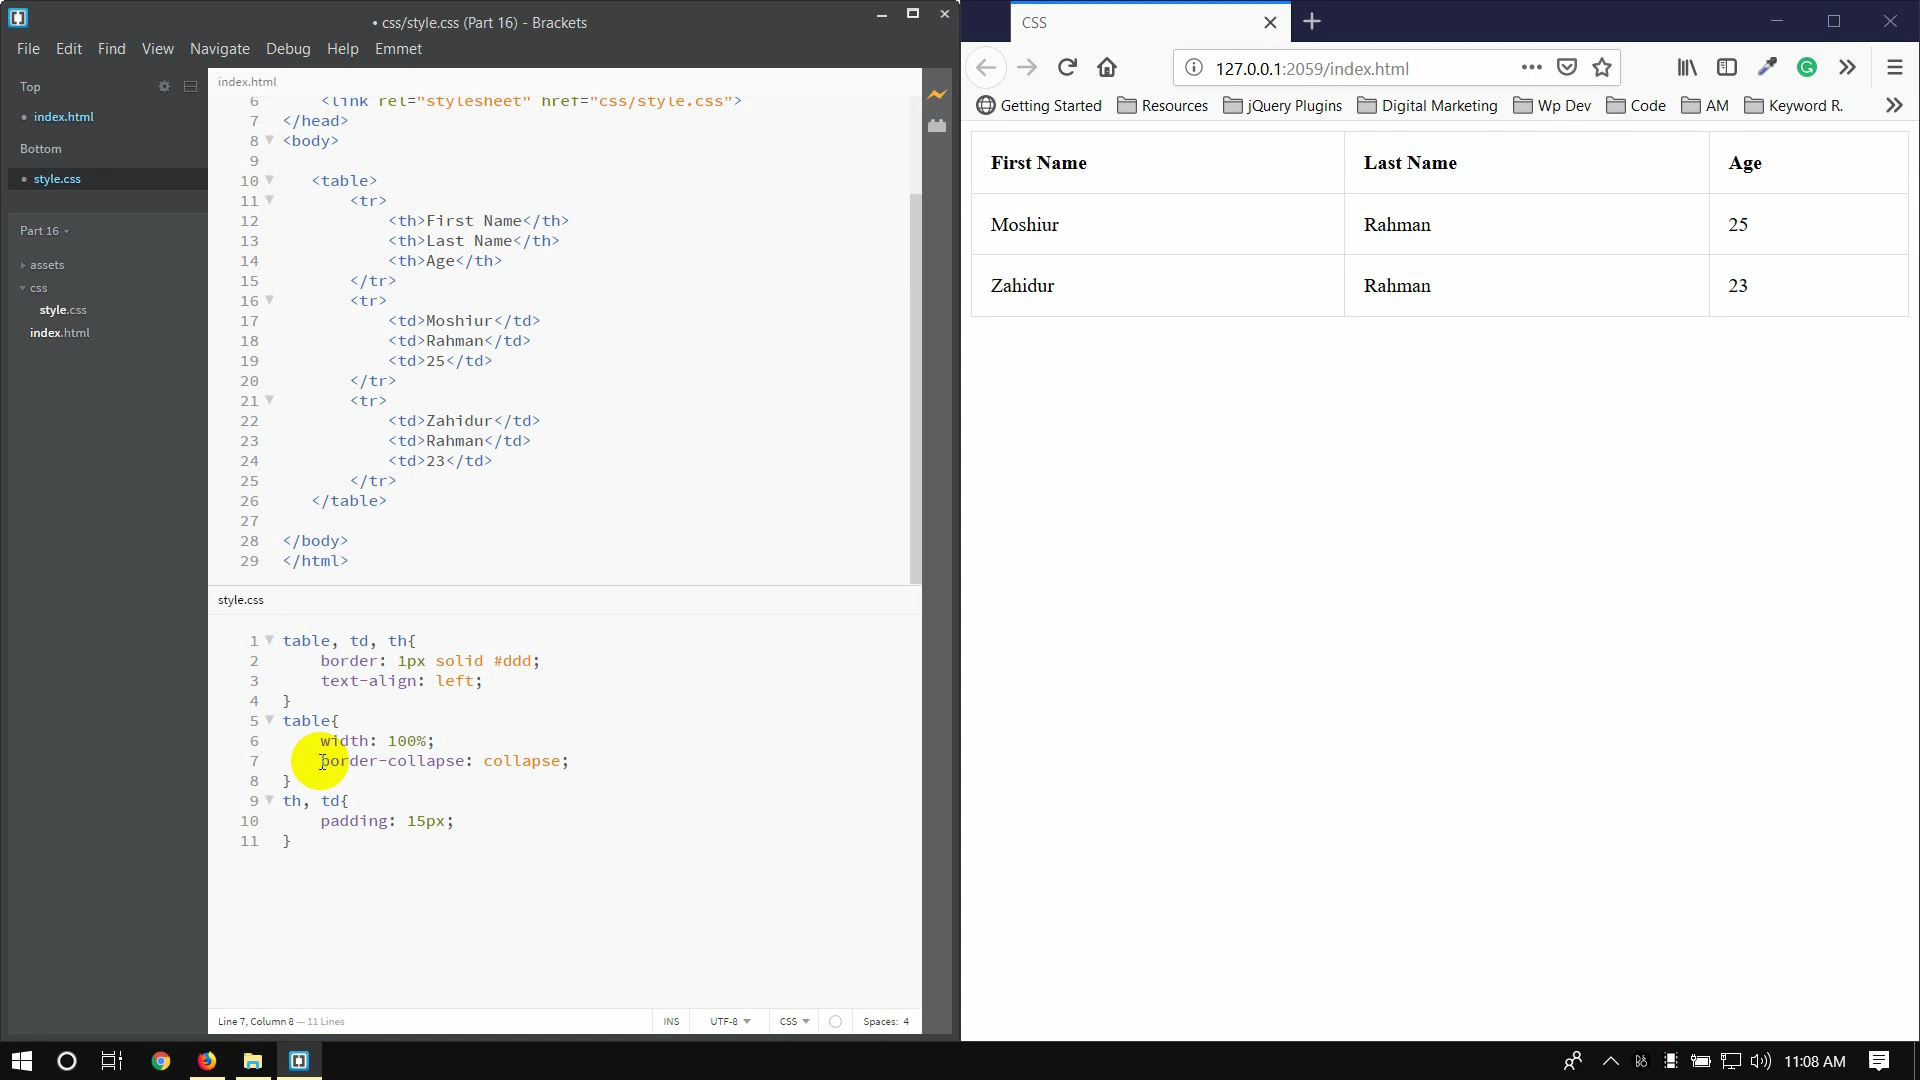 • css/style.css (Part 16) - Brackets
File Edit Find View Navigate Debug Help Emmet
Top
index.html
Bottom
style.css
Part 16
assets
css
style.css
index.html
index.html
6 <link rel="stylesheet" href="css/style.css">
7 </head>
8 <body>
9
10 <table>
11 <tr>
12 <th>First Name</th>
13 <th>Last Name</th>
14 <th>Age</th>
15 </tr>
16 <tr>
17 <td>Moshiur</td>
18 <td>Rahman</td>
19 <td>25</td>
20 </tr>
21 <tr>
22 <td>Zahidur</td>
23 <td>Rahman</td>
24 <td>23</td>
25 </tr>
26 </table>
27
28 </body>
29 </html>
style.css
1 table, td, th{
2 border: 1px solid #ddd;
3 text-align: left;
4 }
5 table{
6 width: 100%;
7 border-collapse: collapse;
8 }
9 th, td{
10 padding: 15px;
11 }
Line 7, Column 8 — 11 Lines INS UTF-8 CSS Spaces: 4
CSS
127.0.0.1:2059/index.html
Getting Started Resources jQuery Plugins Digital Marketing Wp Dev Code AM Keyword R.
First Name Last Name Age
Moshiur Rahman 25
Zahidur Rahman 23
11:08 AM